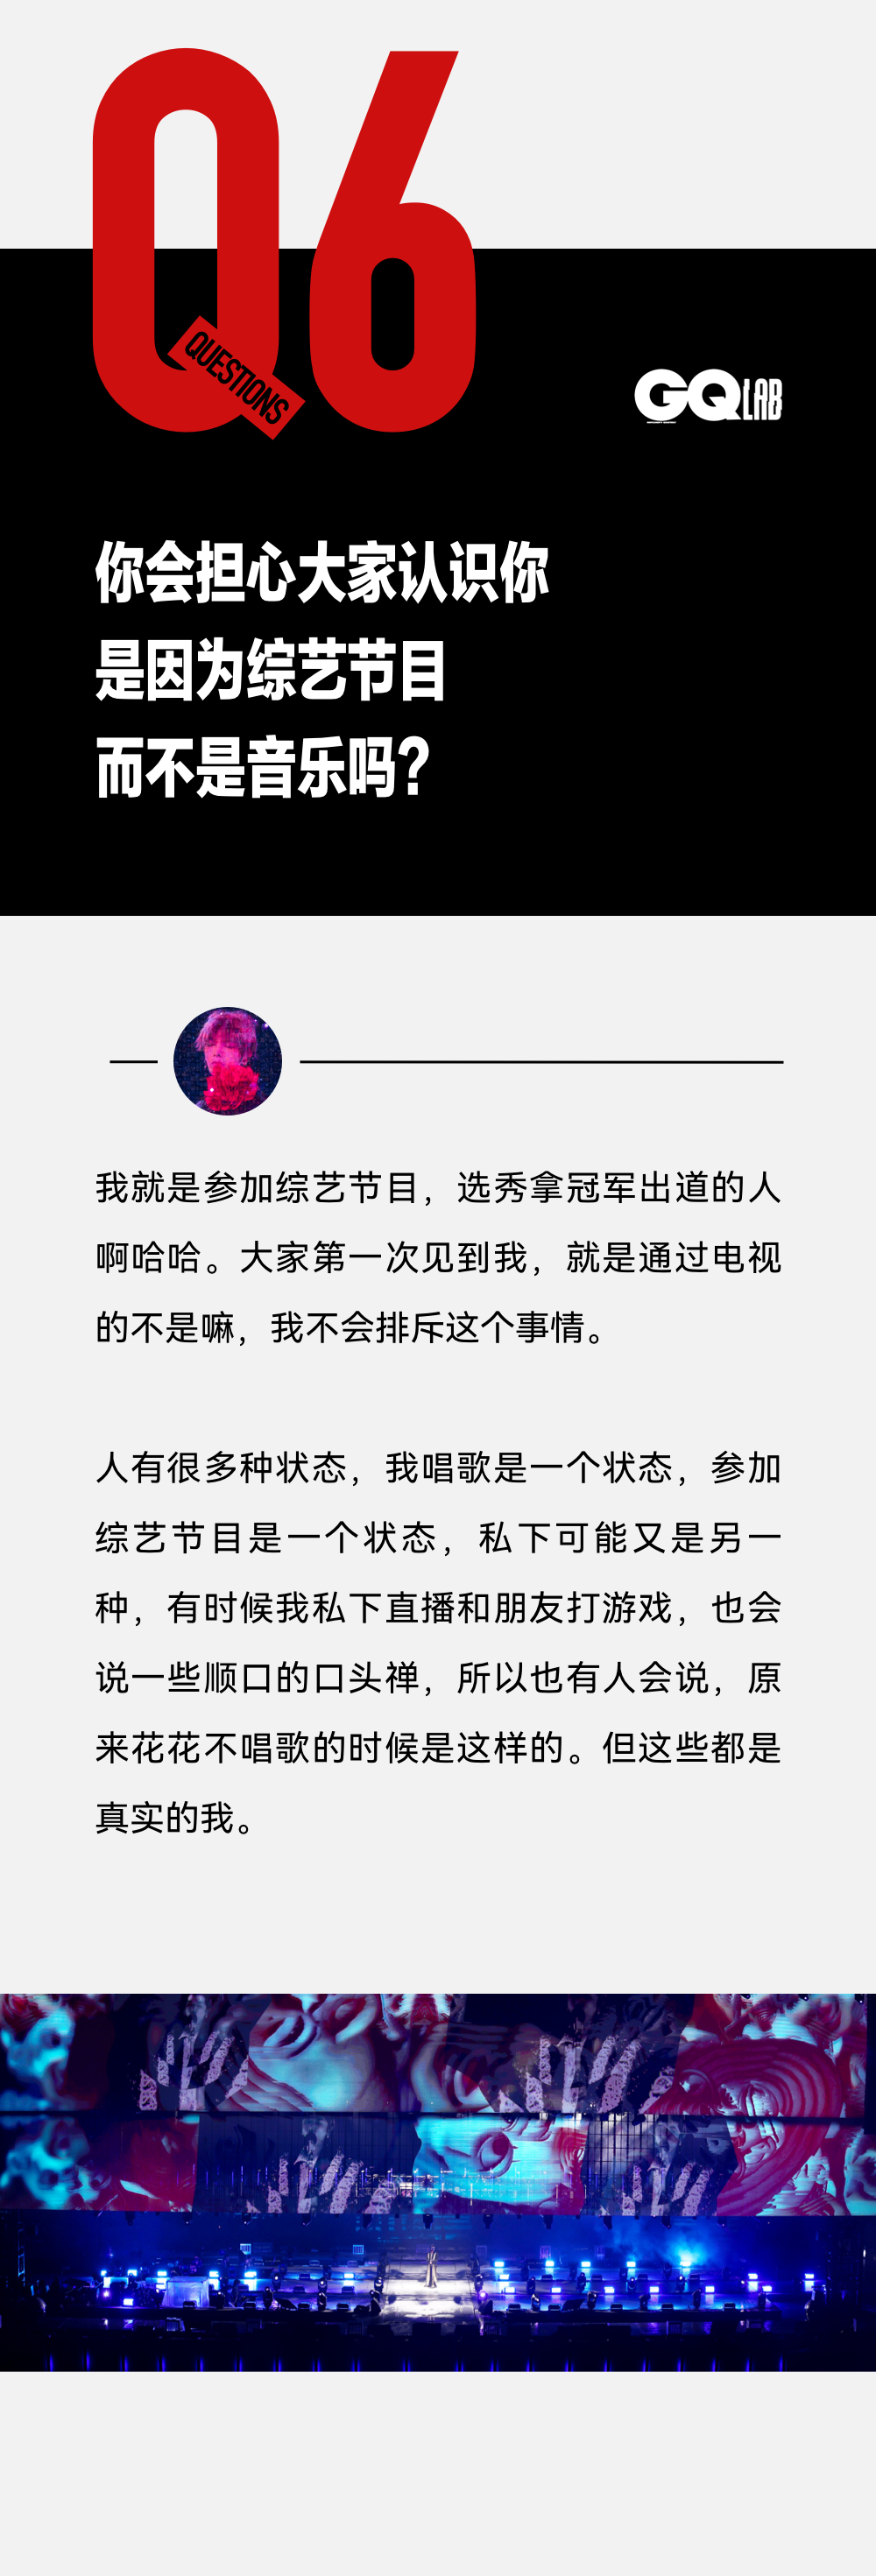 Q6
QUESTIONS
GQ LAB
你会担心大家认识你
是因为综艺节目
而不是音乐吗?
我就是参加综艺节目，选秀拿冠军出道的人
啊哈哈。大家第一次见到我，就是通过电视
的不是嘛，我不会排斥这个事情。
人有很多种状态，我唱歌是一个状态，参加
综艺节目是一个状态，私下可能又是另一
种，有时候我私下直播和朋友打游戏，也会
说一些顺口的口头禅，所以也有人会说，原
来花花不唱歌的时候是这样的。但这些都是
真实的我。